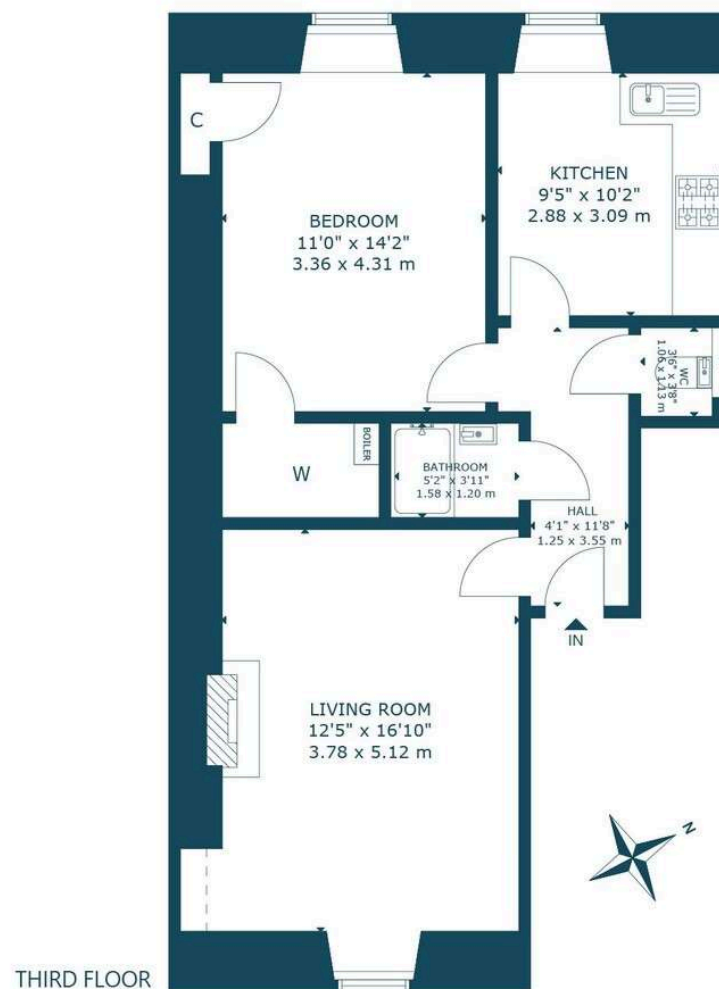 C
KITCHEN
9'5" x 10'2"
2.88 x 3.09 m
BEDROOM
11'0" x 14'2"
3.36 x 4.31 m
WC
3'6" x 3'8"
1.06 x 1.13 m
BOILER
W
BATHROOM
5'2" x 3'11"
1.58 x 1.20 m
HALL
4'1" x 11'8"
1.25 x 3.55 m
IN
LIVING ROOM
12'5" x 16'10"
3.78 x 5.12 m
N
THIRD FLOOR